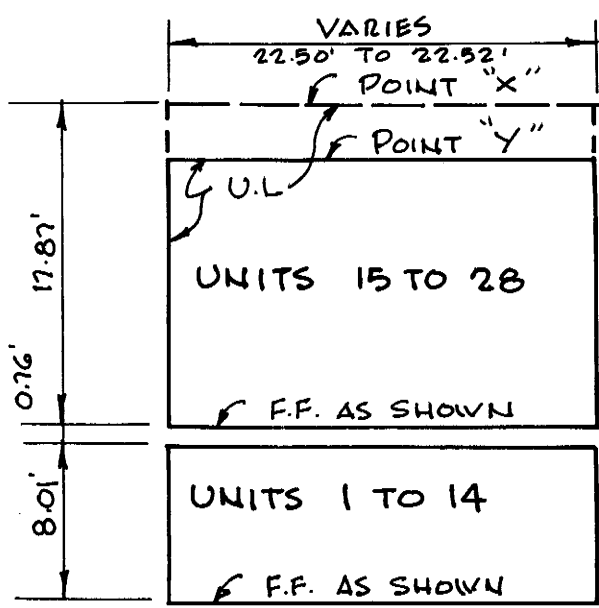 VARIES
22.50' TO 22.52'
POINT "X"
POINT "Y"
U.L
17.87'
UNITS 15 TO 28
0.76'
F.F. AS SHOWN
UNITS 1 TO 14
8.01'
F.F. AS SHOWN